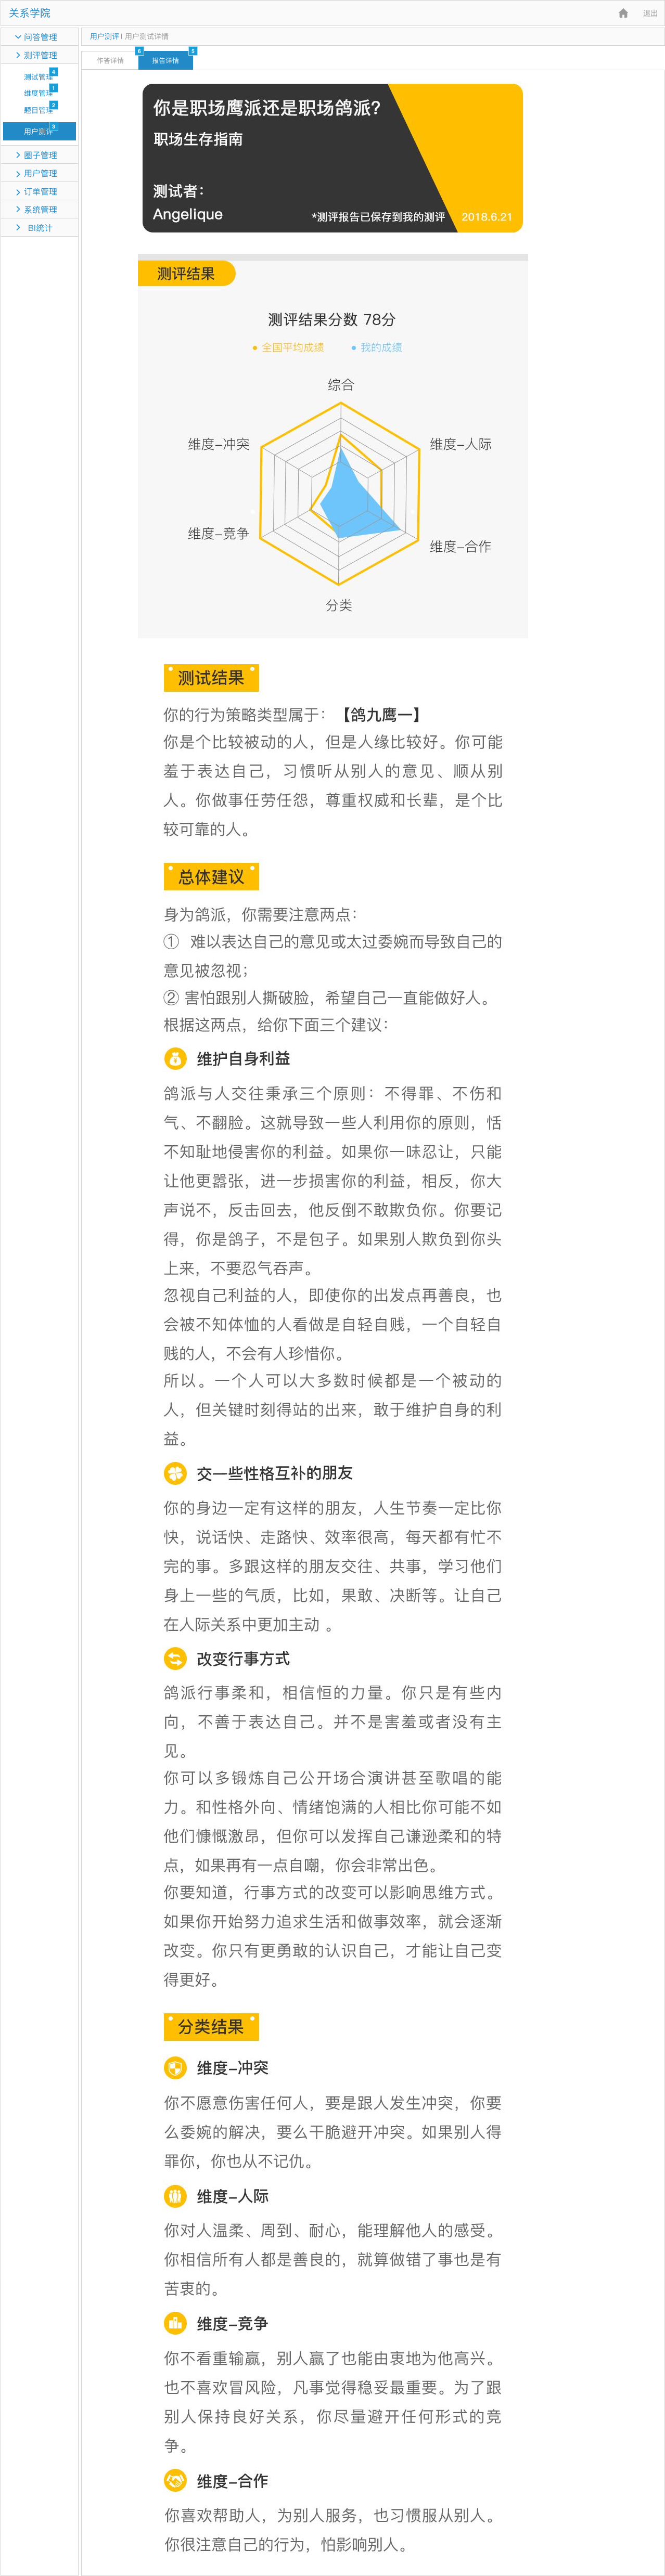 关系学院
退出
问答管理
测评管理
测试管理 4
维度管理 1
题目管理 2
用户测评 3
圈子管理
用户管理
订单管理
系统管理
BI统计
用户测评 | 用户测试详情
作答详情 6
报告详情 5
你是职场鹰派还是职场鸽派?
职场生存指南
测试者：
Angelique
*测评报告已保存到我的测评
2018.6.21
测评结果
测评结果分数 78分
全国平均成绩
我的成绩
综合
维度-冲突
维度-人际
维度-竞争
维度-合作
分类
测试结果
你的行为策略类型属于：【鸽九鹰一】
你是个比较被动的人，但是人缘比较好。你可能
羞于表达自己，习惯听从别人的意见、顺从别
人。你做事任劳任怨，尊重权威和长辈，是个比
较可靠的人。
总体建议
身为鸽派，你需要注意两点：
① 难以表达自己的意见或太过委婉而导致自己的
意见被忽视；
② 害怕跟别人撕破脸，希望自己一直能做好人。
根据这两点，给你下面三个建议：
维护自身利益
鸽派与人交往秉承三个原则：不得罪、不伤和
气、不翻脸。这就导致一些人利用你的原则，恬
不知耻地侵害你的利益。如果你一味忍让，只能
让他更嚣张，进一步损害你的利益，相反，你大
声说不，反击回去，他反倒不敢欺负你。你要记
得，你是鸽子，不是包子。如果别人欺负到你头
上来，不要忍气吞声。
忽视自己利益的人，即使你的出发点再善良，也
会被不知体恤的人看做是自轻自贱，一个自轻自
贱的人，不会有人珍惜你。
所以。一个人可以大多数时候都是一个被动的
人，但关键时刻得站的出来，敢于维护自身的利
益。
交一些性格互补的朋友
你的身边一定有这样的朋友，人生节奏一定比你
快，说话快、走路快、效率很高，每天都有忙不
完的事。多跟这样的朋友交往、共事，学习他们
身上一些的气质，比如，果敢、决断等。让自己
在人际关系中更加主动 。
改变行事方式
鸽派行事柔和，相信恒的力量。你只是有些内
向，不善于表达自己。并不是害羞或者没有主
见。
你可以多锻炼自己公开场合演讲甚至歌唱的能
力。和性格外向、情绪饱满的人相比你可能不如
他们慷慨激昂，但你可以发挥自己谦逊柔和的特
点，如果再有一点自嘲，你会非常出色。
你要知道，行事方式的改变可以影响思维方式。
如果你开始努力追求生活和做事效率，就会逐渐
改变。你只有更勇敢的认识自己，才能让自己变
得更好。
分类结果
维度-冲突
你不愿意伤害任何人，要是跟人发生冲突，你要
么委婉的解决，要么干脆避开冲突。如果别人得
罪你，你也从不记仇。
维度-人际
你对人温柔、周到、耐心，能理解他人的感受。
你相信所有人都是善良的，就算做错了事也是有
苦衷的。
维度-竞争
你不看重输赢，别人赢了也能由衷地为他高兴。
也不喜欢冒风险，凡事觉得稳妥最重要。为了跟
别人保持良好关系，你尽量避开任何形式的竞
争。
维度-合作
你喜欢帮助人，为别人服务，也习惯服从别人。
你很注意自己的行为，怕影响别人。